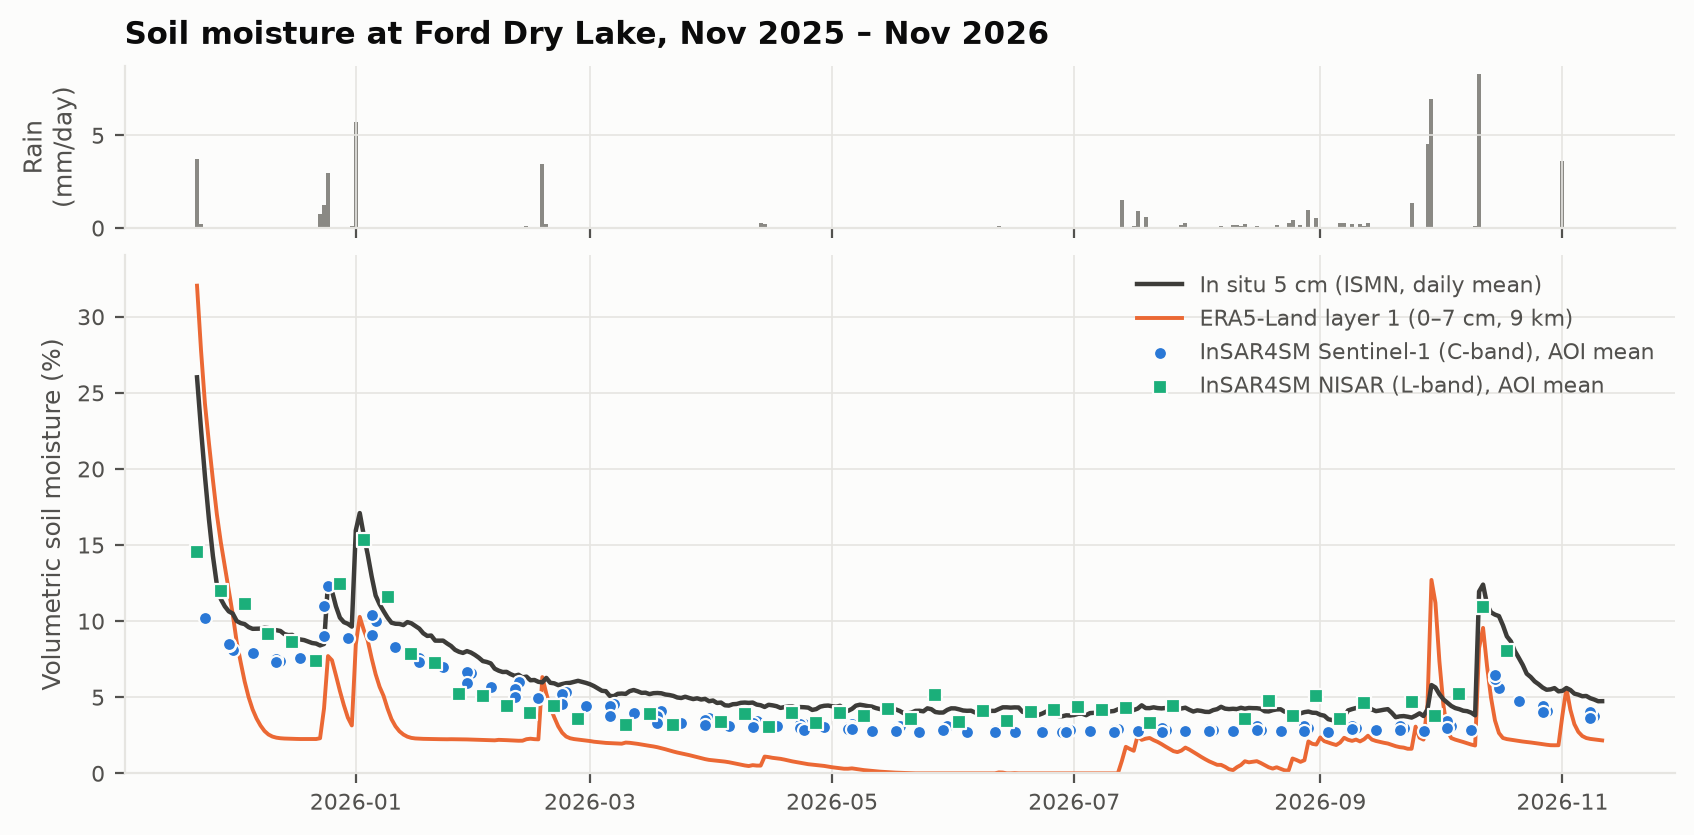 Soil moisture at Ford Dry Lake, Nov 2025 – Nov 2026
Rain
(mm/day)
5
0
Volumetric soil moisture (%)
30
25
20
15
10
5
0
In situ 5 cm (ISMN, daily mean)
ERA5-Land layer 1 (0–7 cm, 9 km)
InSAR4SM Sentinel-1 (C-band), AOI mean
InSAR4SM NISAR (L-band), AOI mean
2026-01
2026-03
2026-05
2026-07
2026-09
2026-11